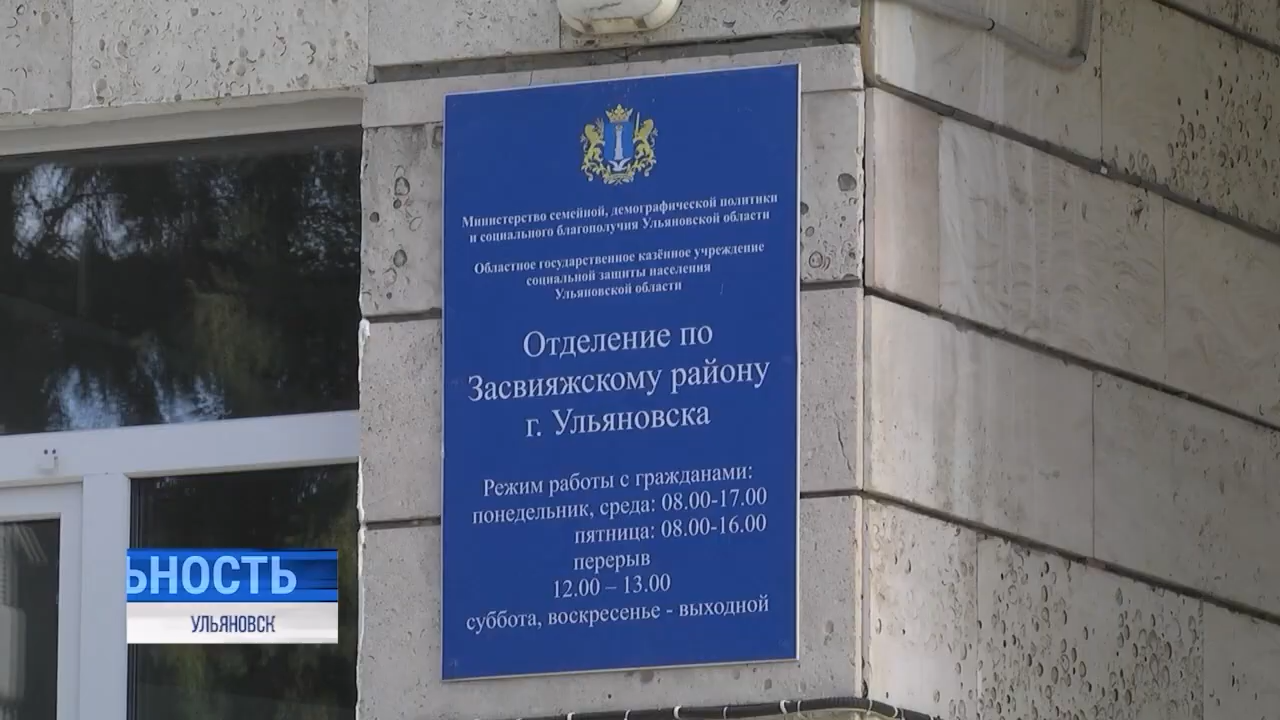 Министерство семейной, демографической политики
и социального благополучия Ульяновской области
Областное государственное казённое учреждение
социальной защиты населения
Ульяновской области
Отделение по
Засвияжскому району
г. Ульяновска
Режим работы с гражданами:
понедельник, среда: 08.00-17.00
пятница: 08.00-16.00
перерыв
12.00 – 13.00
суббота, воскресенье - выходной
ЬНОСТЬ
УЛЬЯНОВСК